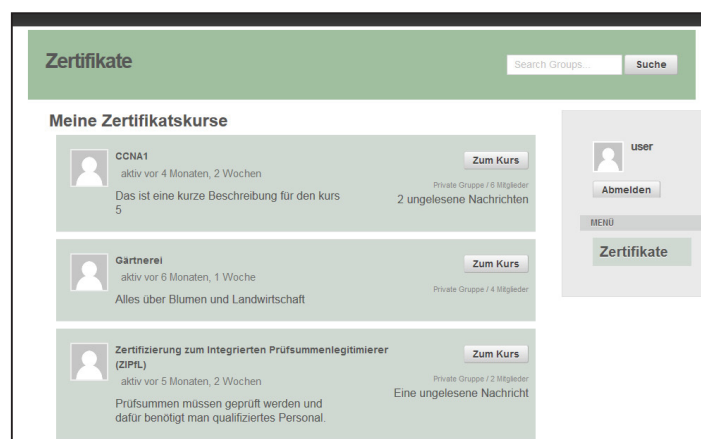 Zertifikate
Search Groups...
Suche
Meine Zertifikatskurse
CCNA1
aktiv vor 4 Monaten, 2 Wochen
Das ist eine kurze Beschreibung für den kurs
5
Zum Kurs
Private Gruppe / 6 Mitglieder
2 ungelesene Nachrichten
Gärtnerei
aktiv vor 6 Monaten, 1 Woche
Alles über Blumen und Landwirtschaft
Zum Kurs
Private Gruppe / 4 Mitglieder
Zertifizierung zum Integrierten Prüfsummenlegitimierer
(ZIPfL)
aktiv vor 5 Monaten, 2 Wochen
Prüfsummen müssen geprüft werden und
dafür benötigt man qualifiziertes Personal.
Zum Kurs
Private Gruppe / 2 Mitglieder
Eine ungelesene Nachricht
user
Abmelden
MENÜ
Zertifikate